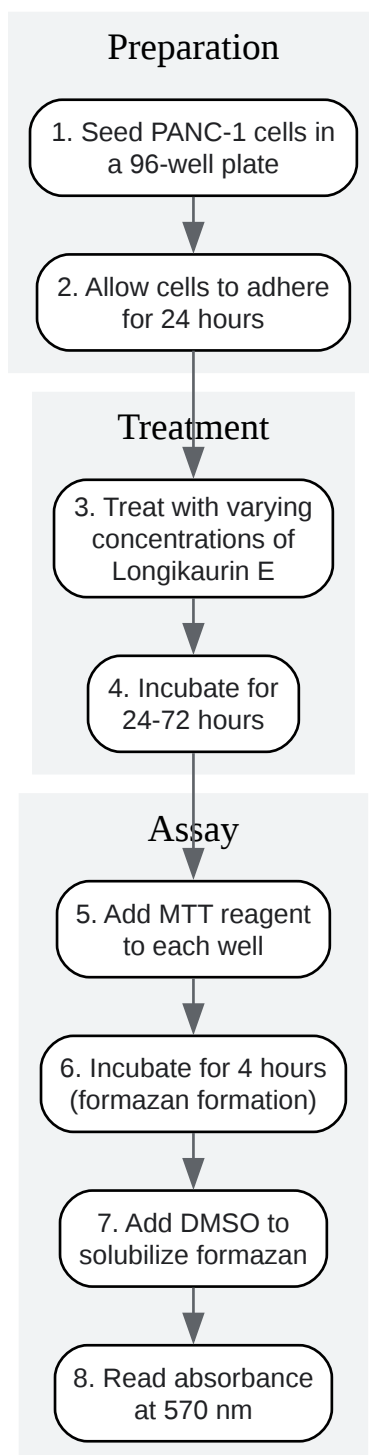 Preparation
1. Seed PANC-1 cells in
a 96-well plate
2. Allow cells to adhere
for 24 hours
Treatment
3. Treat with varying
concentrations of
Longikaurin E
4. Incubate for
24-72 hours
Assay
5. Add MTT reagent
to each well
6. Incubate for 4 hours
(formazan formation)
7. Add DMSO to
solubilize formazan
8. Read absorbance
at 570 nm